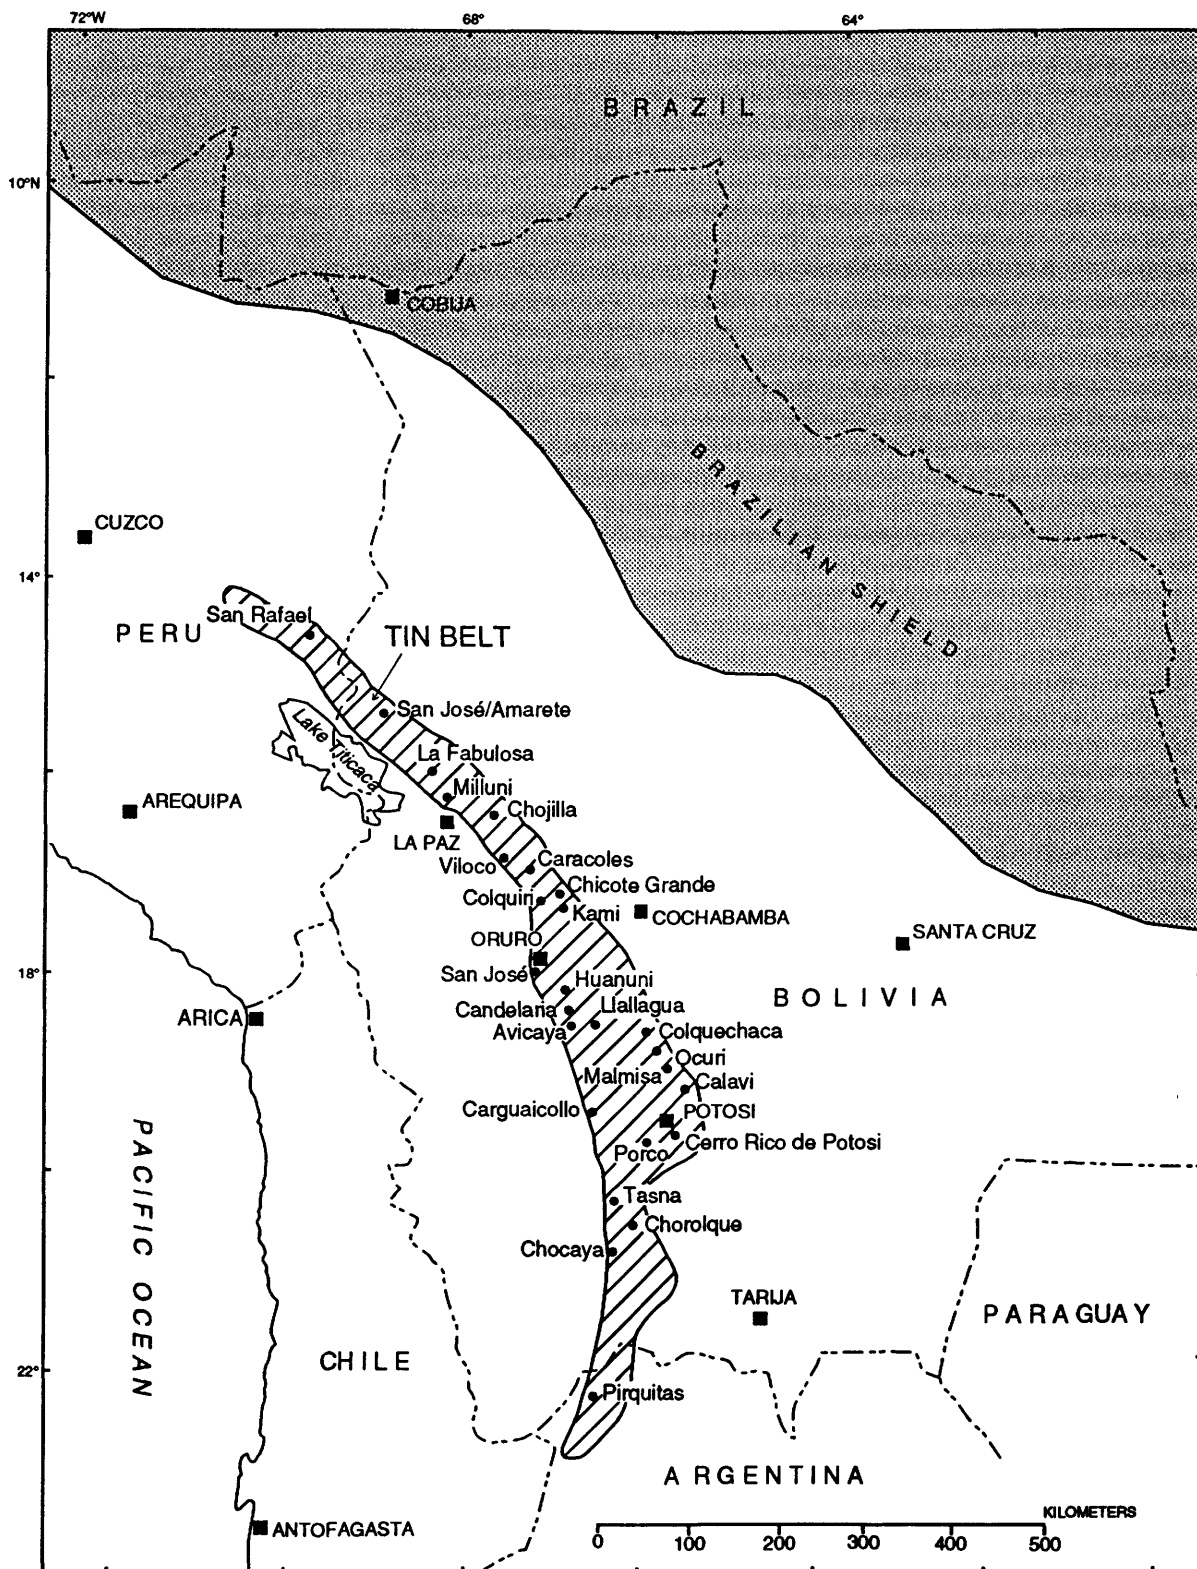 72°W
68°
64°
BRAZIL
10°N
COBIJA
BRAZILIAN SHIELD
CUZCO
14°
San Rafael
PERU
TIN BELT
San José/Amarete
Lake Titicaca
La Fabulosa
Milluni
AREQUIPA
Chojilla
LA PAZ
Viloco
Caracoles
Chicote Grande
Colquiri
Kami
COCHABAMBA
SANTA CRUZ
ORURO
18°
San José
Huanuni
BOLIVIA
Candelaria
Llallagua
ARICA
Avicaya
Colquechaca
Ocuri
Malmisa
Calavi
Carguaicollo
POTOSI
Cerro Rico de Potosi
Porco
PACIFIC OCEAN
Tasna
Chorolque
Chocaya
TARIJA
PARAGUAY
CHILE
22°
Pirquitas
ARGENTINA
KILOMETERS
ANTOFAGASTA
0 100 200 300 400 500